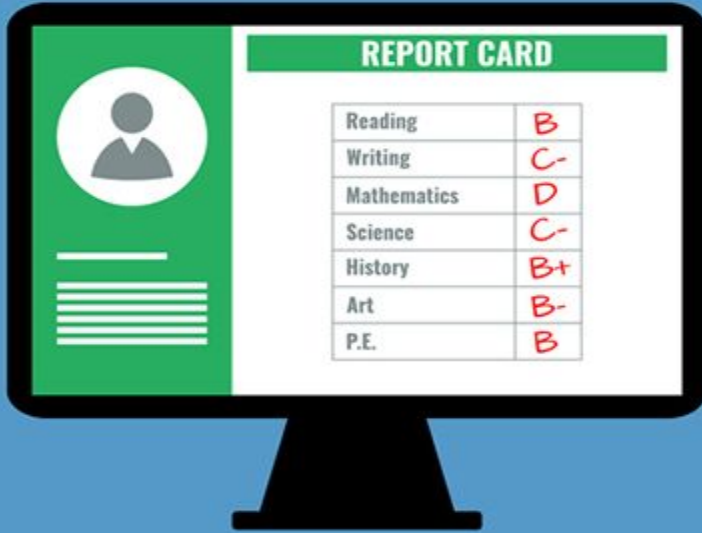 REPORT CARD
Reading B
Writing C-
Mathematics D
Science C-
History B+
Art B-
P.E. B